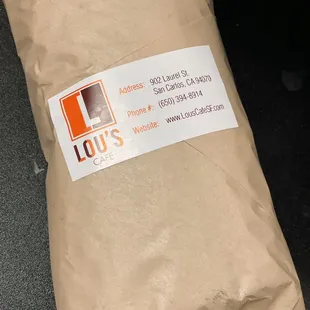 LOU'S
CAFE
Address: 902 Laurel St.
San Carlos, CA 94070
Phone #: (650) 394-8914
Website: www.LousCafeSF.com